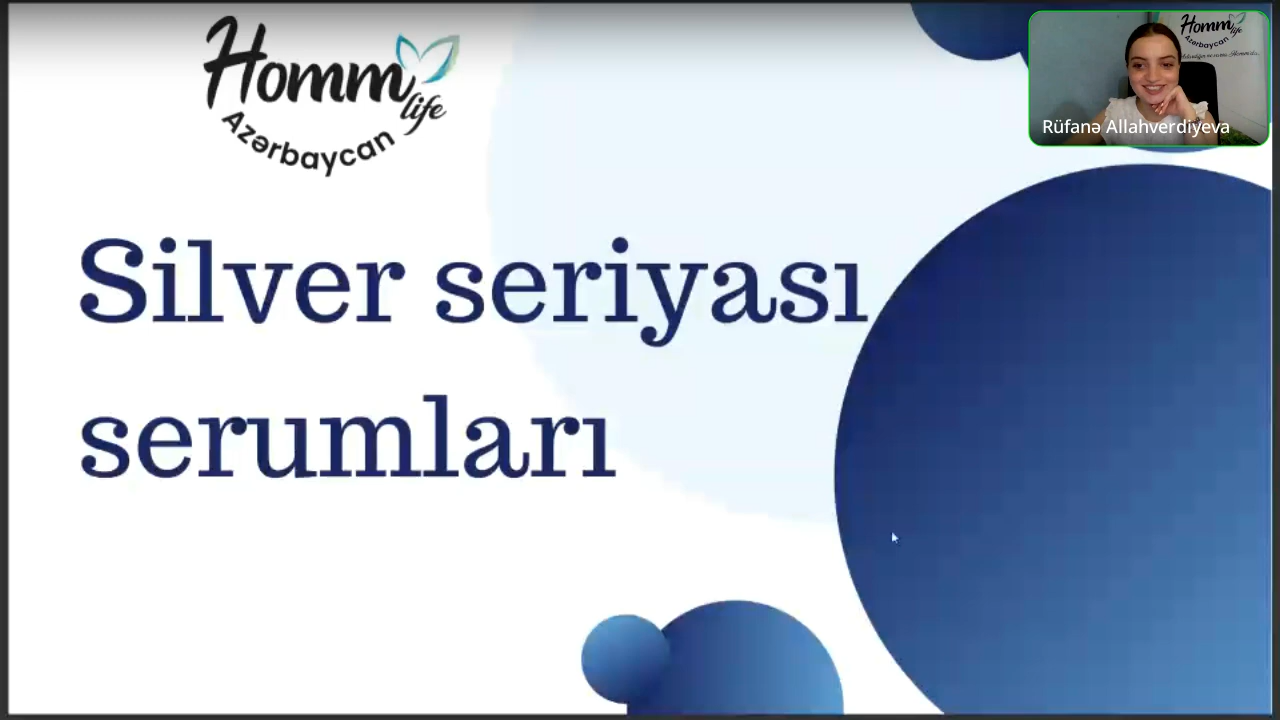 Homm
life
Azərbaycan
Silver seriyası
serumları
Homm
life
Azərbaycan
Rüfanə Allahverdiyeva